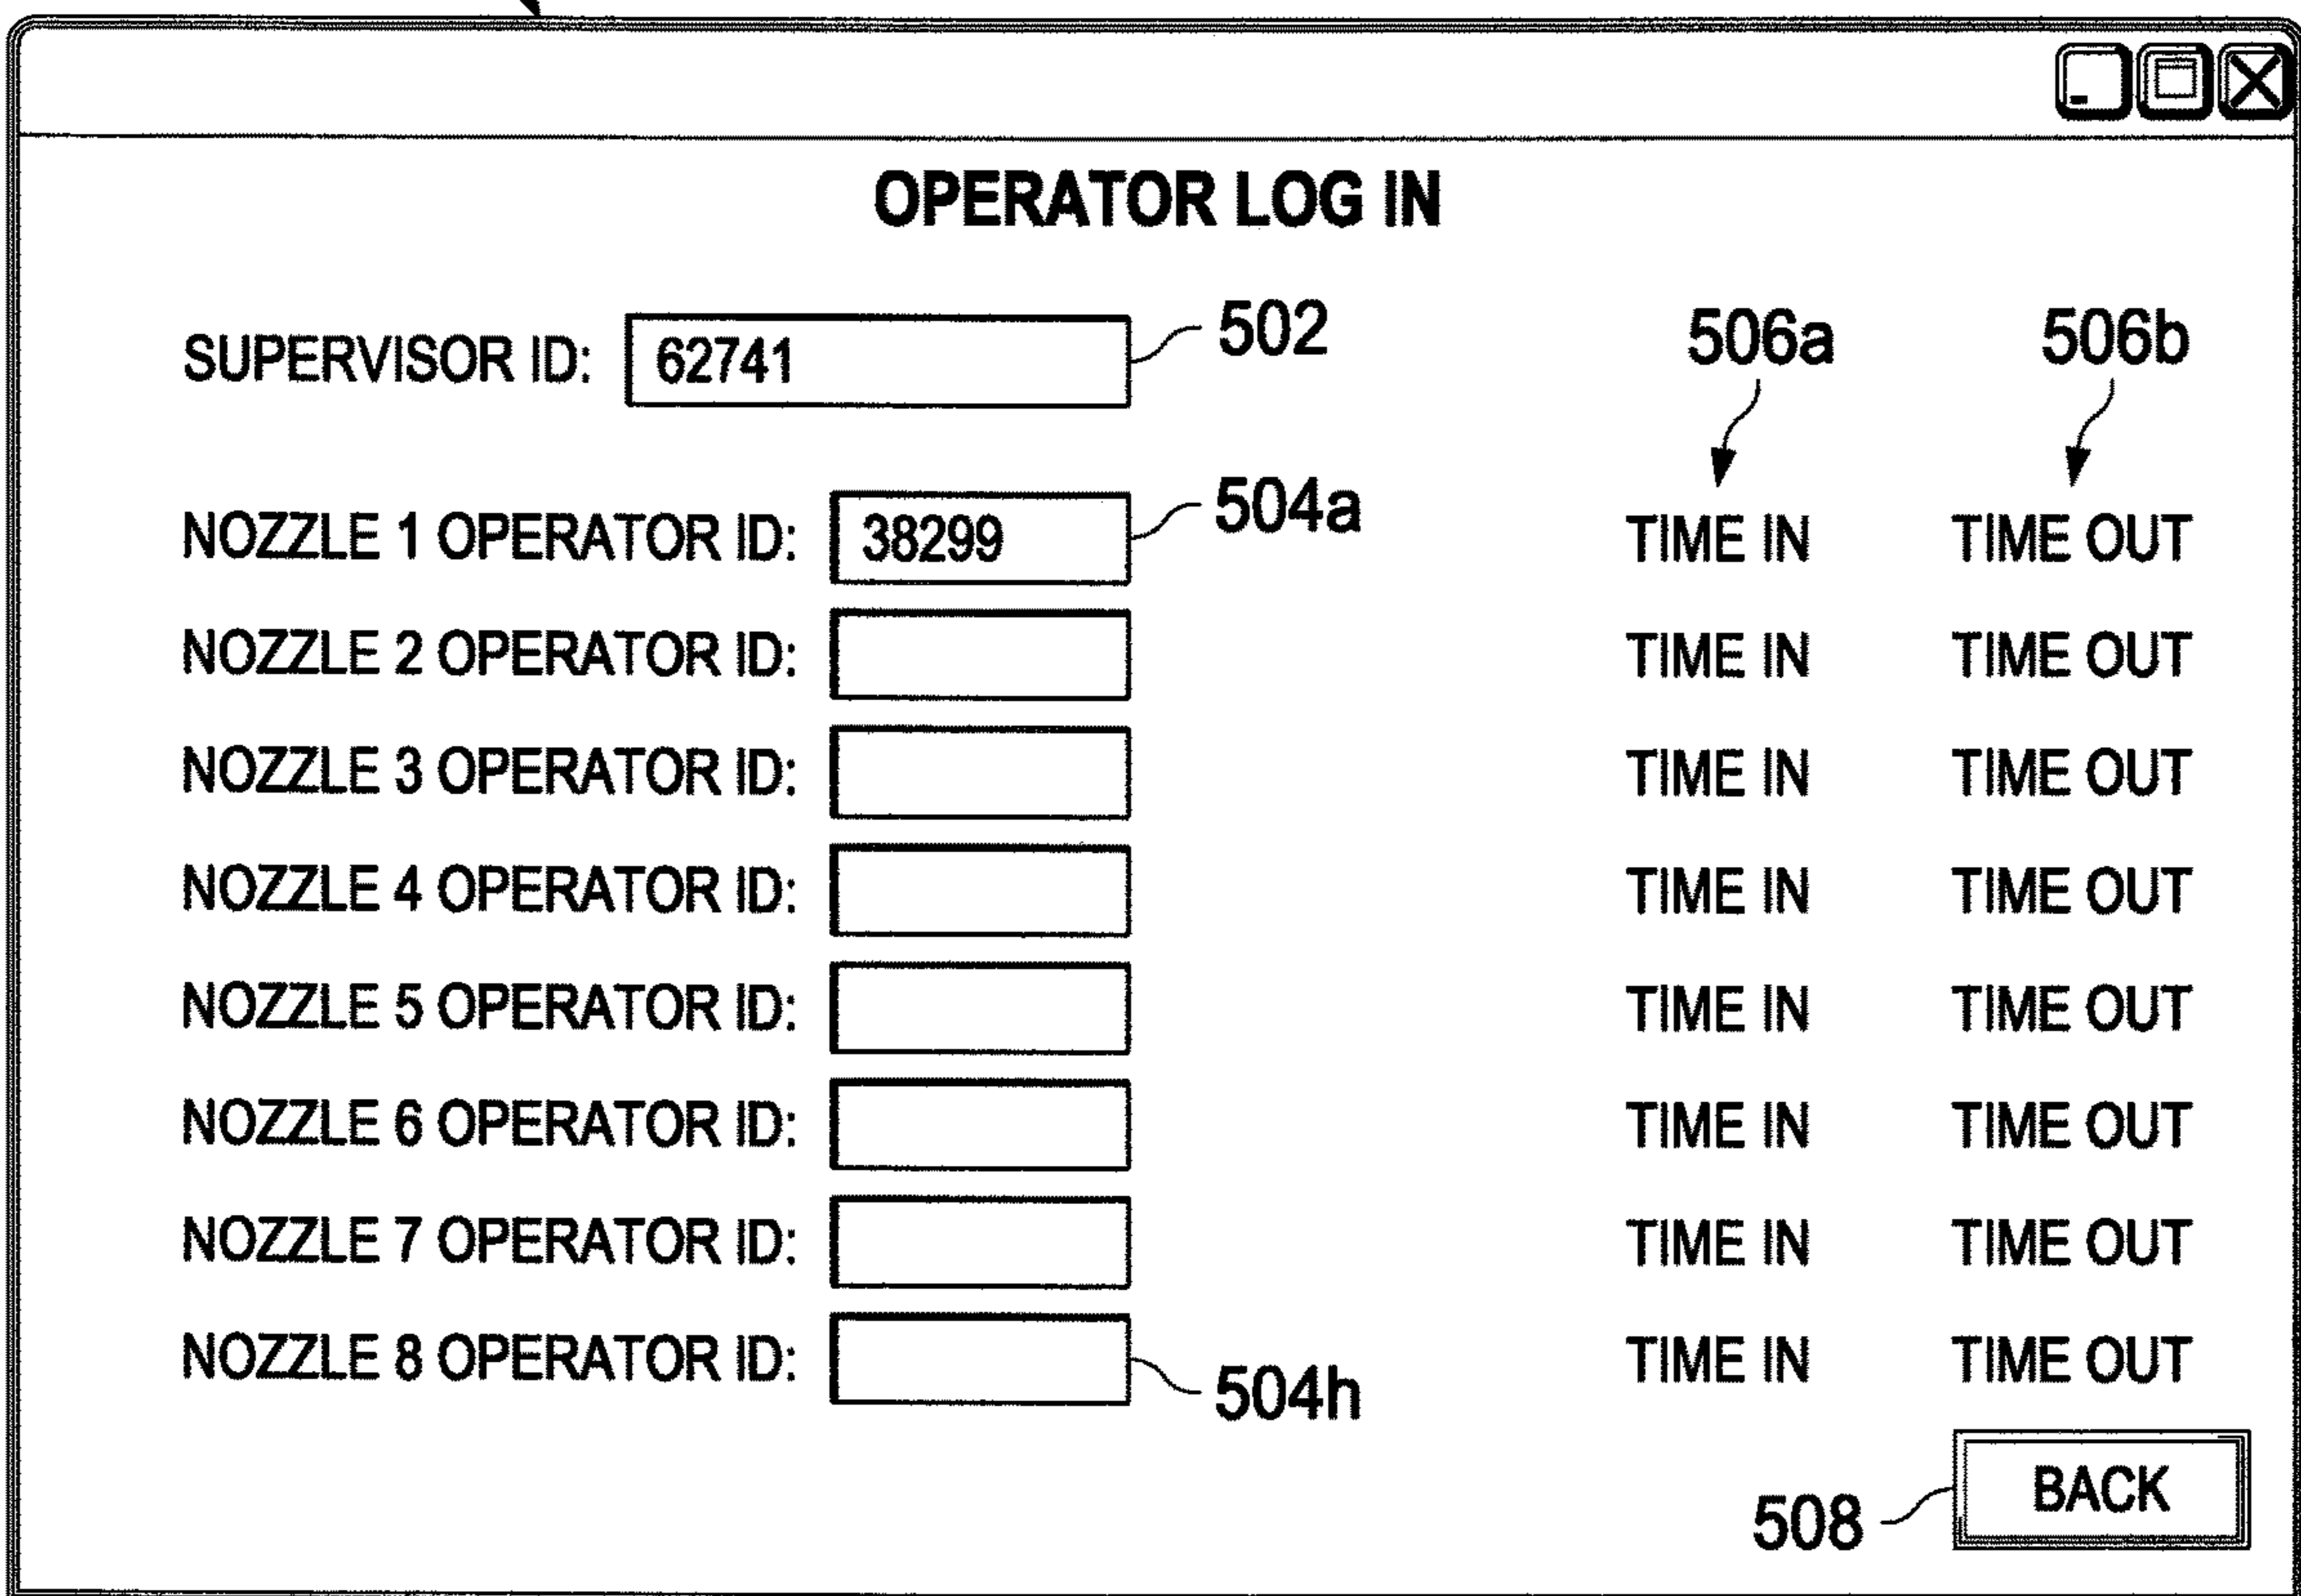 OPERATOR LOG IN
SUPERVISOR ID: 62741 502 506a 506b
NOZZLE 1 OPERATOR ID: 38299 504a TIME IN TIME OUT
NOZZLE 2 OPERATOR ID: TIME IN TIME OUT
NOZZLE 3 OPERATOR ID: TIME IN TIME OUT
NOZZLE 4 OPERATOR ID: TIME IN TIME OUT
NOZZLE 5 OPERATOR ID: TIME IN TIME OUT
NOZZLE 6 OPERATOR ID: TIME IN TIME OUT
NOZZLE 7 OPERATOR ID: TIME IN TIME OUT
NOZZLE 8 OPERATOR ID: 504h TIME IN TIME OUT
508 BACK